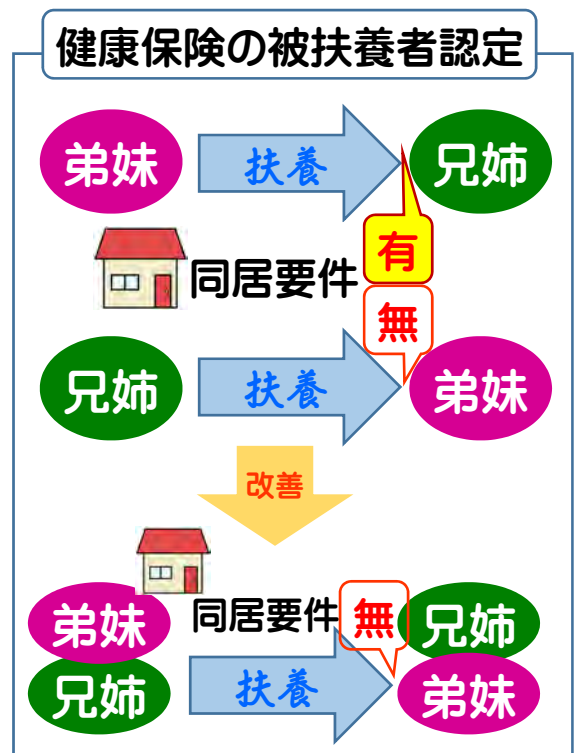 健康保険の被扶養者認定
弟妹 扶養 兄姉
同居要件 有
無
兄姉 扶養 弟妹
改善
同居要件 無
弟妹 兄姉
兄姉 扶養 弟妹